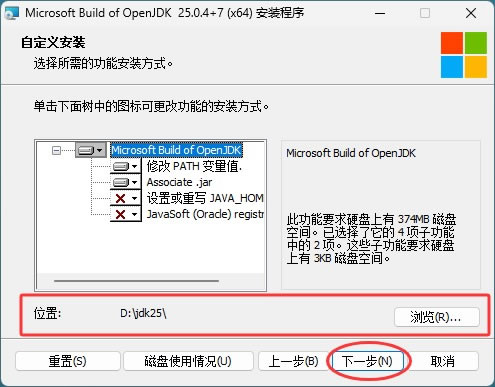 Microsoft Build of OpenJDK 25.0.4+7 (x64) 安装程序
自定义安装
选择所需的功能安装方式。
单击下面树中的图标可更改功能的安装方式。
Microsoft Build of OpenJDK
修改 PATH 变量值.
Associate .jar
设置或重写 JAVA_HOM
JavaSoft (Oracle) registr
Microsoft Build of OpenJDK
此功能要求硬盘上有 374MB 磁盘
空间。已选择了它的 4 项子功能
中的 2 项。这些子功能要求硬盘
上有 3KB 磁盘空间。
位置: D:\jdk25\
浏览(R)...
重置(S) 磁盘使用情况(U) 上一步(B) 下一步(N) 取消